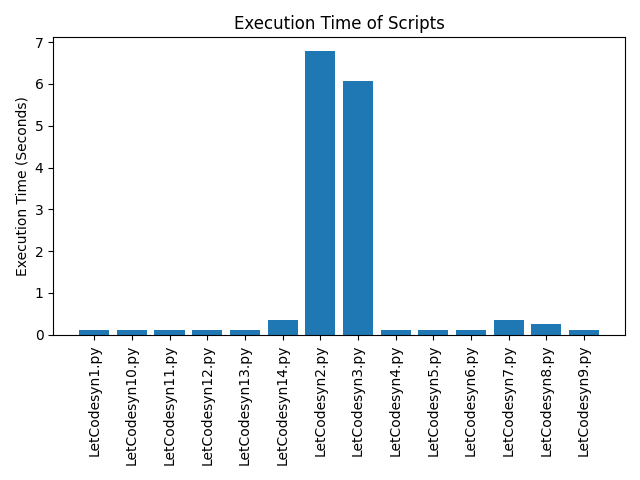 Execution Time of Scripts
Execution Time (Seconds)
7
6
5
4
3
2
1
0
LetCodesyn1.py
LetCodesyn10.py
LetCodesyn11.py
LetCodesyn12.py
LetCodesyn13.py
LetCodesyn14.py
LetCodesyn2.py
LetCodesyn3.py
LetCodesyn4.py
LetCodesyn5.py
LetCodesyn6.py
LetCodesyn7.py
LetCodesyn8.py
LetCodesyn9.py